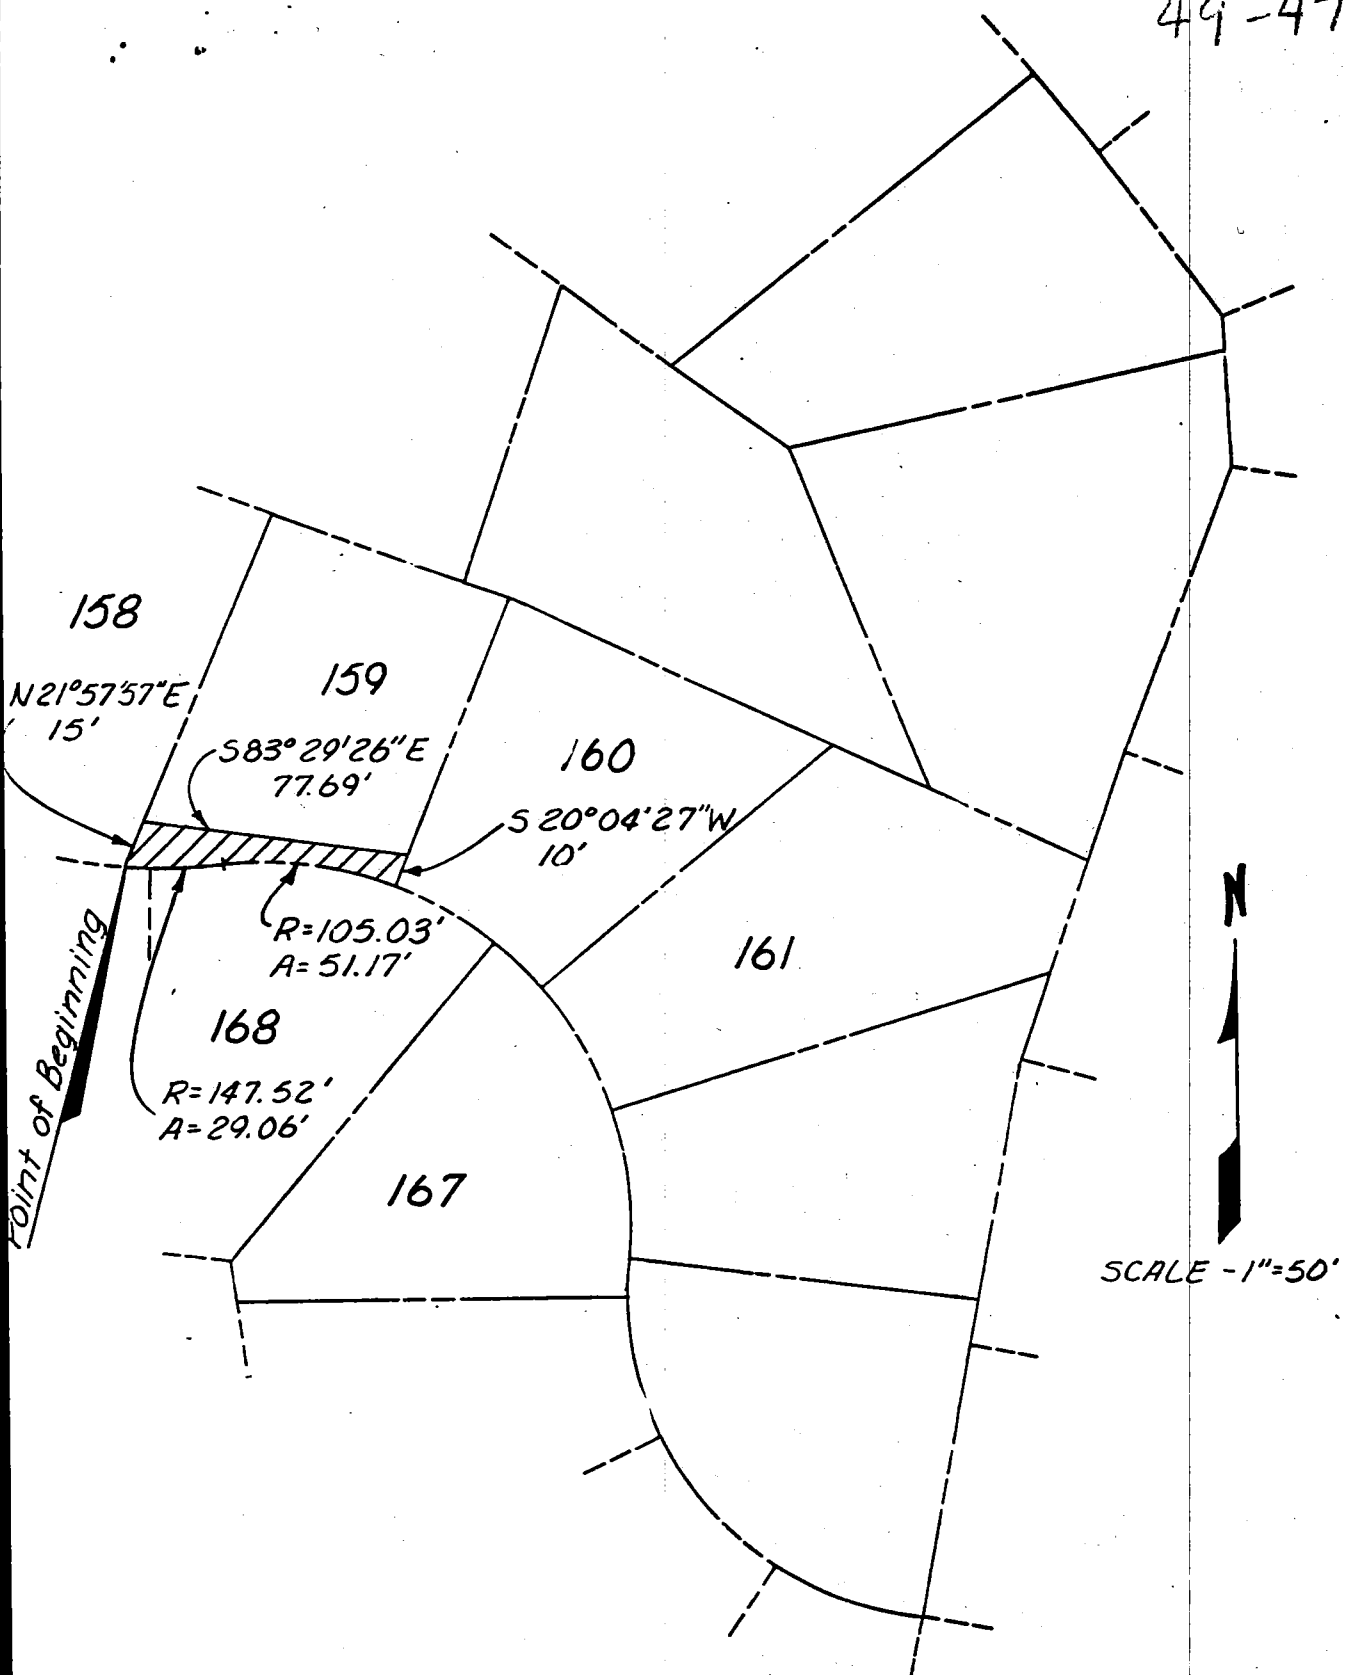 49-47
158
N21°57'57"E
15'
159
S83°29'26"E
77.69'
160
S20°04'27"W
10'
R=105.03'
A=51.17'
161
N
Point of Beginning
168
R=147.52'
A=29.06'
167
SCALE -1"=50'